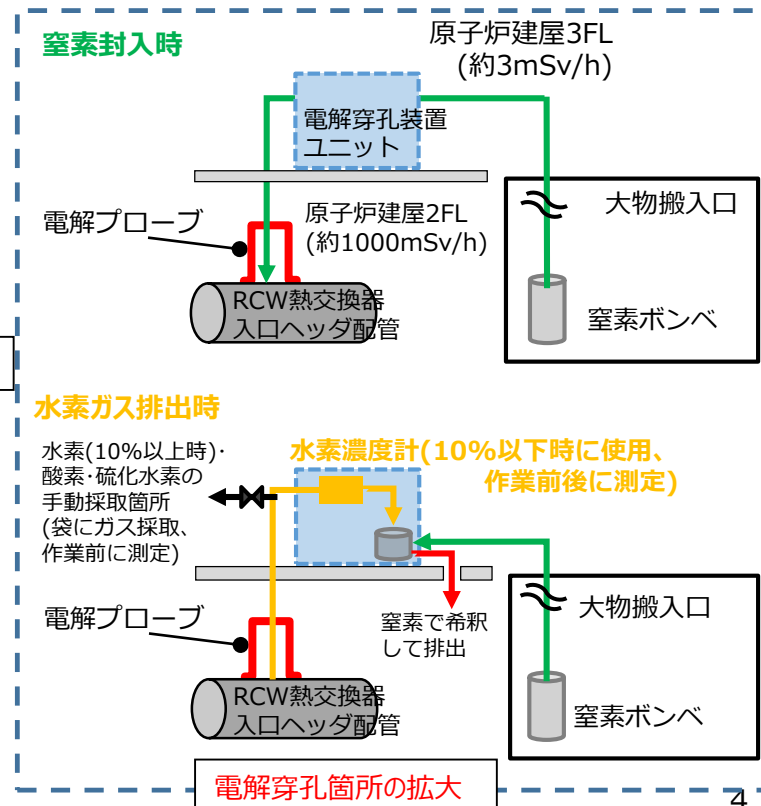 窒素封入時
原子炉建屋3FL
(約3mSv/h)
電解穿孔装置
ユニット
大物搬入口
電解プローブ
原子炉建屋2FL
(約1000mSv/h)
RCW熱交換器
入口ヘッダ配管
窒素ボンベ
水素ガス排出時
水素(10%以上時)・
酸素・硫化水素の
手動採取箇所
(袋にガス採取、
作業前に測定)
水素濃度計(10%以下時に使用、
作業前後に測定)
電解プローブ
窒素で希釈
して排出
大物搬入口
RCW熱交換器
入口ヘッダ配管
窒素ボンベ
電解穿孔箇所の拡大
4